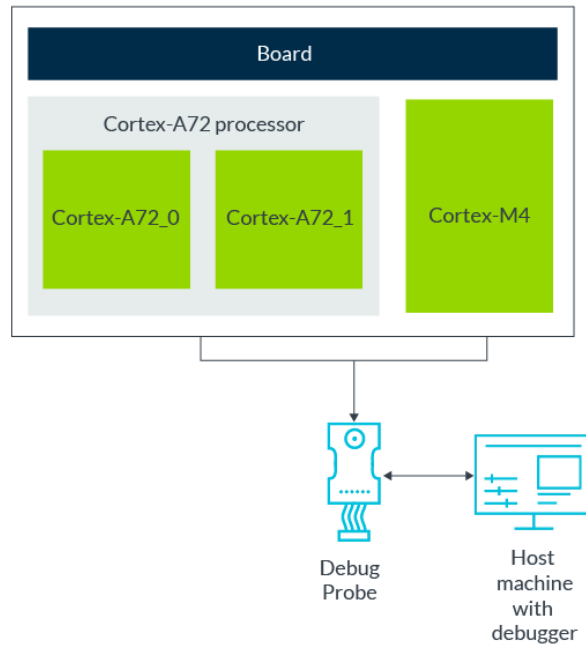 Board
Cortex-A72 processor
Cortex-A72_0
Cortex-A72_1
Cortex-M4
Debug
Probe
Host
machine
with
debugger